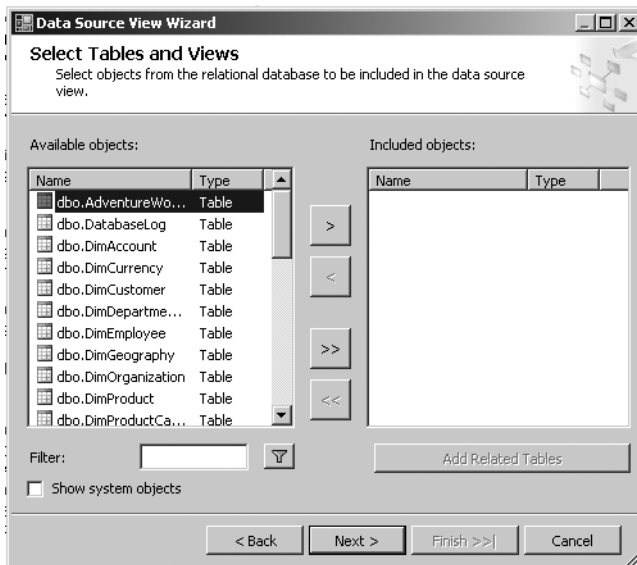 Data Source View Wizard
Select Tables and Views
Select objects from the relational database to be included in the data source
view.
Available objects:
Name Type
dbo.AdventureWo... Table
dbo.DatabaseLog Table
dbo.DimAccount Table
dbo.DimCurrency Table
dbo.DimCustomer Table
dbo.DimDepartme... Table
dbo.DimEmployee Table
dbo.DimGeography Table
dbo.DimOrganization Table
dbo.DimProduct Table
dbo.DimProductCa... Table
>
<
>>
<<
Included objects:
Name Type
Filter:
Add Related Tables
Show system objects
< Back Next > Finish >>| Cancel